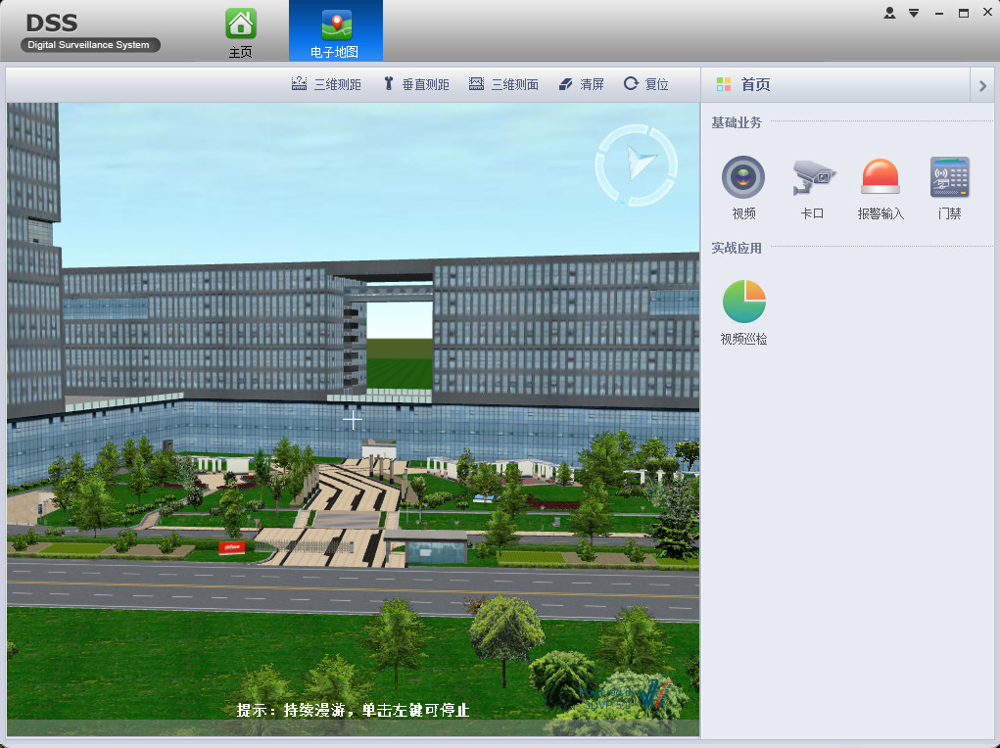 DSS
Digital Surveillance System
主页
电子地图
三维测距
垂直测距
三维测面
清屏
复位
首页
基础业务
视频
卡口
报警输入
门禁
实战应用
视频巡检
提示：持续漫游，单击左键可停止